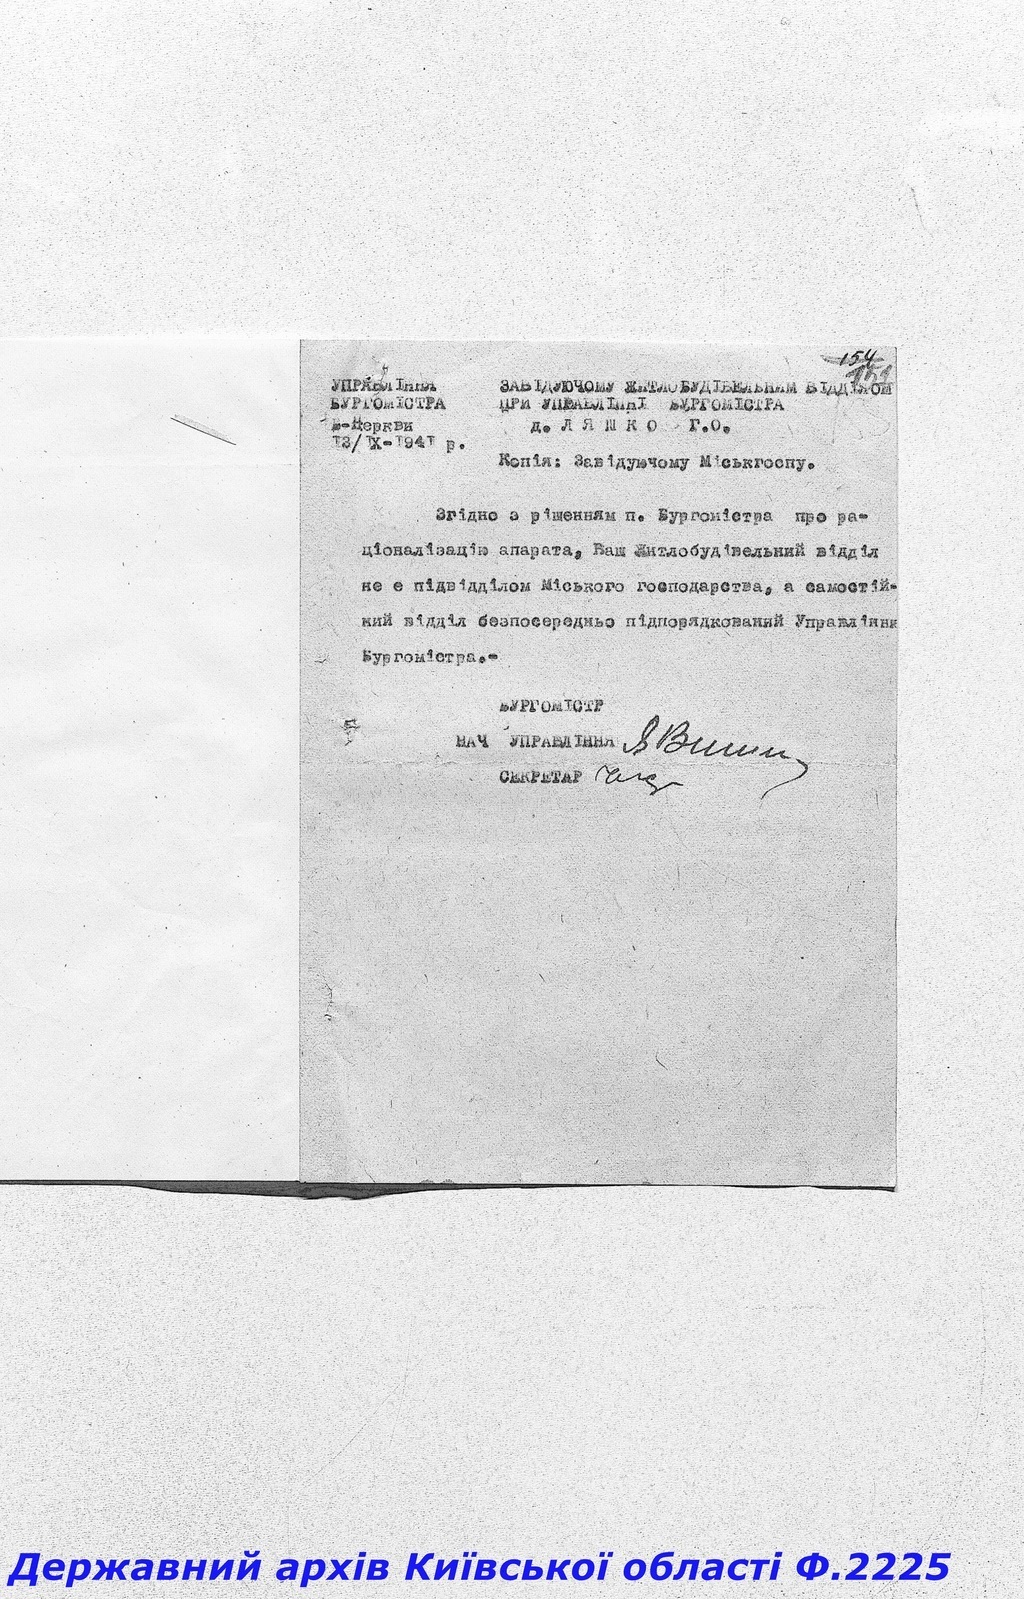 154
УПРАВЛІННЯ
БУРГОМІСТРА
Б-Церкви
13/IX-1941 р.
ЗАВІДУЮЧОМУ ЖИТЛОБУДІВЕЛЬНИМ ВІДДІЛОМ
ПРИ УПРАВЛІННІ БУРГОМІСТРА
д. Л Я Ш К О Г.О.
Копія: Завідуючому Міськгоспу.
Згідно з рішенням п. Бургомістра про ра-
ціоналізацію апарата, Ваш Житлобудівельний відділ
не є підвідділом Міського господарства, а самостій-
ний відділ безпосередньо підпорядкований Управлінню
Бургомістра.-
БУРГОМІСТР
НАЧ УПРАВЛІННЯ
СЕКРЕТАР
Державний архів Київської області Ф.2225